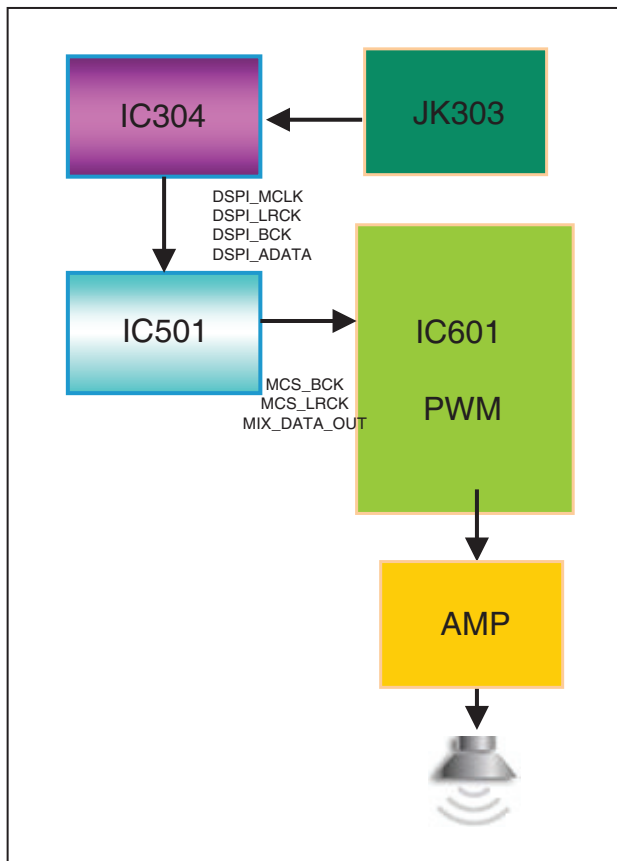 IC304
JK303
DSPI_MCLK
DSPI_LRCK
DSPI_BCK
DSPI_ADATA
IC501
IC601
PWM
MCS_BCK
MCS_LRCK
MIX_DATA_OUT
AMP